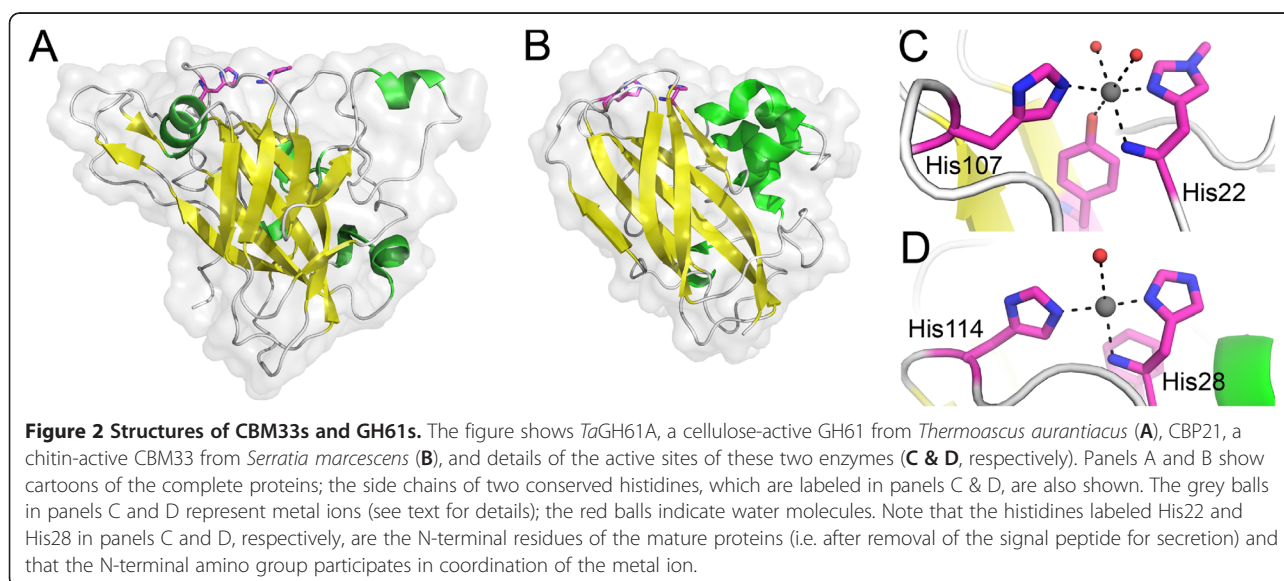 A
B
C
His107
His22
D
His114
His28
Figure 2 Structures of CBM33s and GH61s. The figure shows TaGH61A, a cellulose-active GH61 from Thermoascus aurantiacus (A), CBP21, a
chitin-active CBM33 from Serratia marcescens (B), and details of the active sites of these two enzymes (C & D, respectively). Panels A and B show
cartoons of the complete proteins; the side chains of two conserved histidines, which are labeled in panels C & D, are also shown. The grey balls
in panels C and D represent metal ions (see text for details); the red balls indicate water molecules. Note that the histidines labeled His22 and
His28 in panels C and D, respectively, are the N-terminal residues of the mature proteins (i.e. after removal of the signal peptide for secretion) and
that the N-terminal amino group participates in coordination of the metal ion.